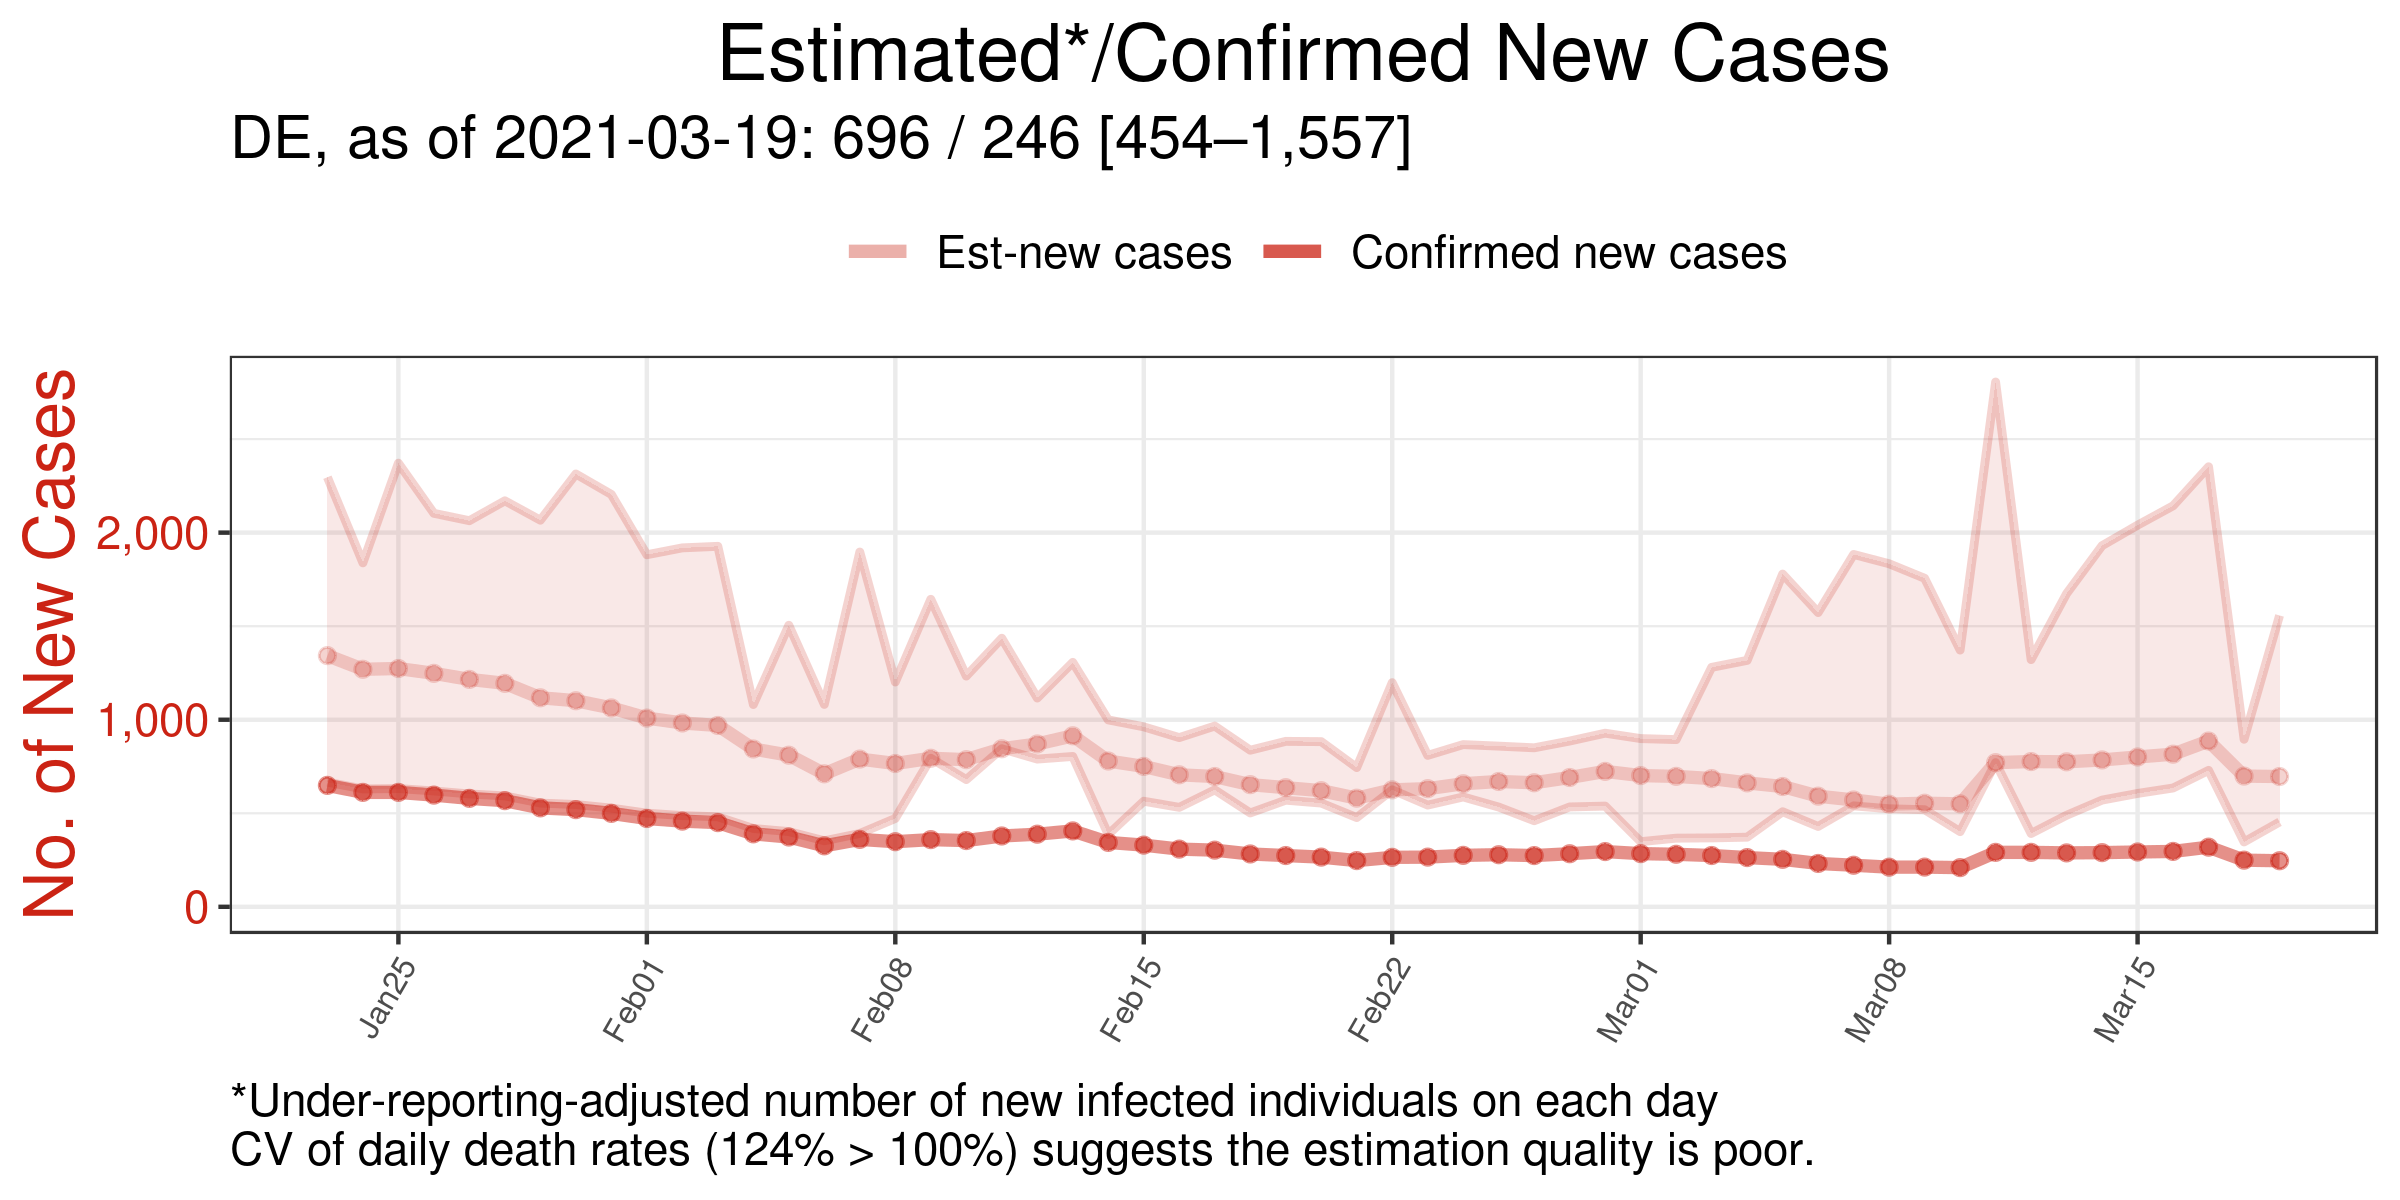 Estimated*/Confirmed New Cases
DE, as of 2021-03-19: 696 / 246 [454–1,557]
Est-new cases
Confirmed new cases
No. of New Cases
2,000
1,000
0
Jan25
Feb01
Feb08
Feb15
Feb22
Mar01
Mar08
Mar15
*Under-reporting-adjusted number of new infected individuals on each day
CV of daily death rates (124% > 100%) suggests the estimation quality is poor.